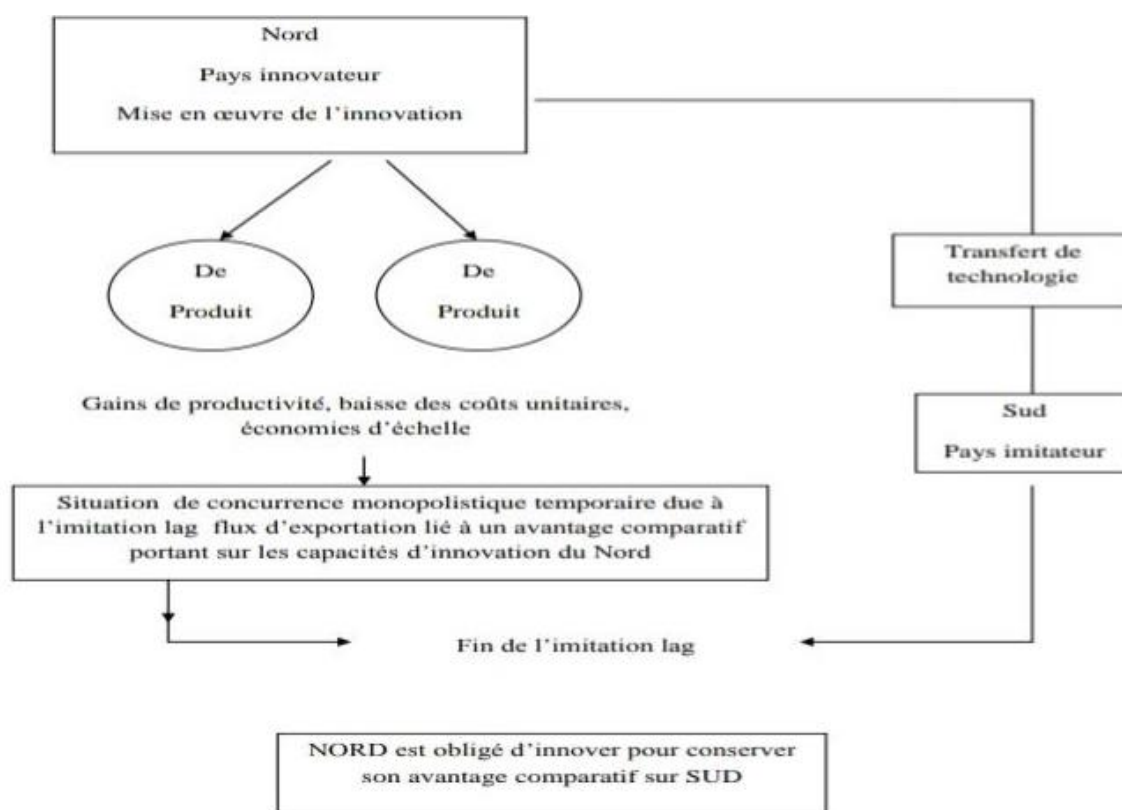 Nord
Pays innovateur
Mise en œuvre de l'innovation
De
Produit
De
Produit
Transfert de
technologie
Gains de productivité, baisse des coûts unitaires,
économies d'échelle
Sud
Pays imitateur
Situation de concurrence monopolistique temporaire due à
l'imitation lag flux d'exportation lié à un avantage comparatif
portant sur les capacités d'innovation du Nord
Fin de l'imitation lag
NORD est obligé d'innover pour conserver
son avantage comparatif sur SUD